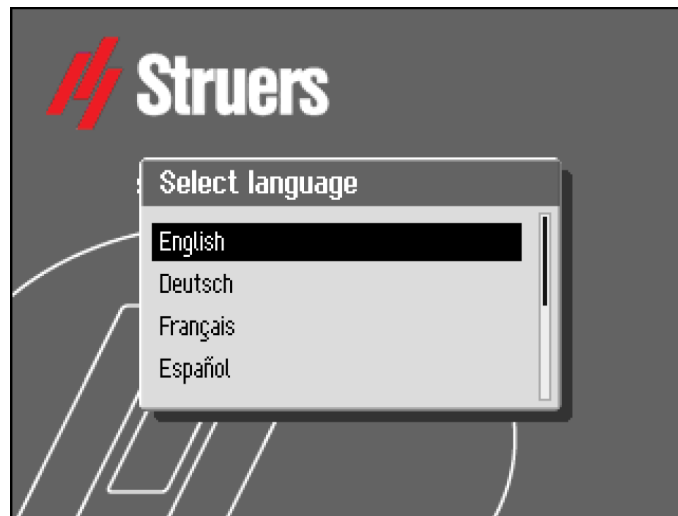 Struers
Select language
English
Deutsch
Français
Español